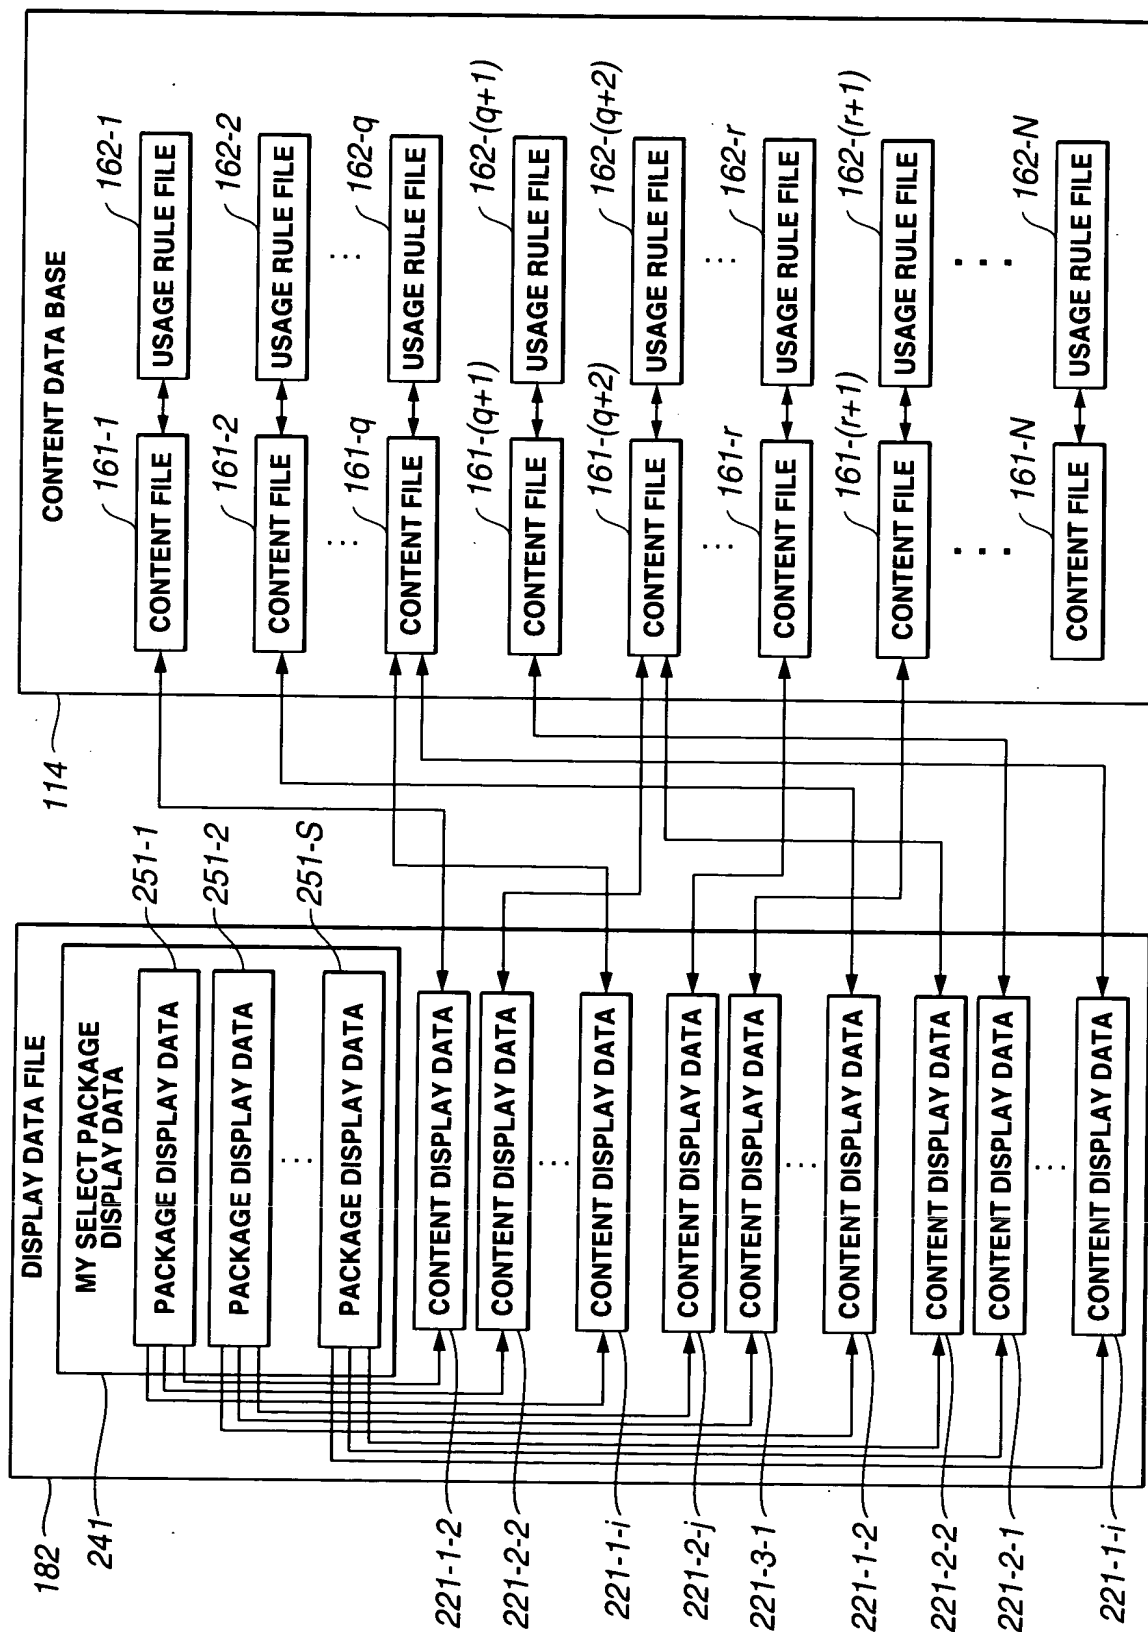 DISPLAY DATA FILE
182
MY SELECT PACKAGE
DISPLAY DATA
241
PACKAGE DISPLAY DATA
251-1
PACKAGE DISPLAY DATA
251-2
...
PACKAGE DISPLAY DATA
251-S
221-1-2
CONTENT DISPLAY DATA
221-2-2
CONTENT DISPLAY DATA
...
221-1-i
CONTENT DISPLAY DATA
221-2-j
CONTENT DISPLAY DATA
221-3-1
CONTENT DISPLAY DATA
...
221-1-2
CONTENT DISPLAY DATA
221-2-2
CONTENT DISPLAY DATA
221-2-1
CONTENT DISPLAY DATA
...
221-1-i
CONTENT DISPLAY DATA
114
CONTENT DATA BASE
161-1
CONTENT FILE
162-1
USAGE RULE FILE
161-2
CONTENT FILE
162-2
USAGE RULE FILE
... ...
161-q
CONTENT FILE
162-q
USAGE RULE FILE
161-(q+1)
CONTENT FILE
162-(q+1)
USAGE RULE FILE
161-(q+2)
CONTENT FILE
162-(q+2)
USAGE RULE FILE
... ...
161-r
CONTENT FILE
162-r
USAGE RULE FILE
161-(r+1)
CONTENT FILE
162-(r+1)
USAGE RULE FILE
... ...
161-N
CONTENT FILE
162-N
USAGE RULE FILE